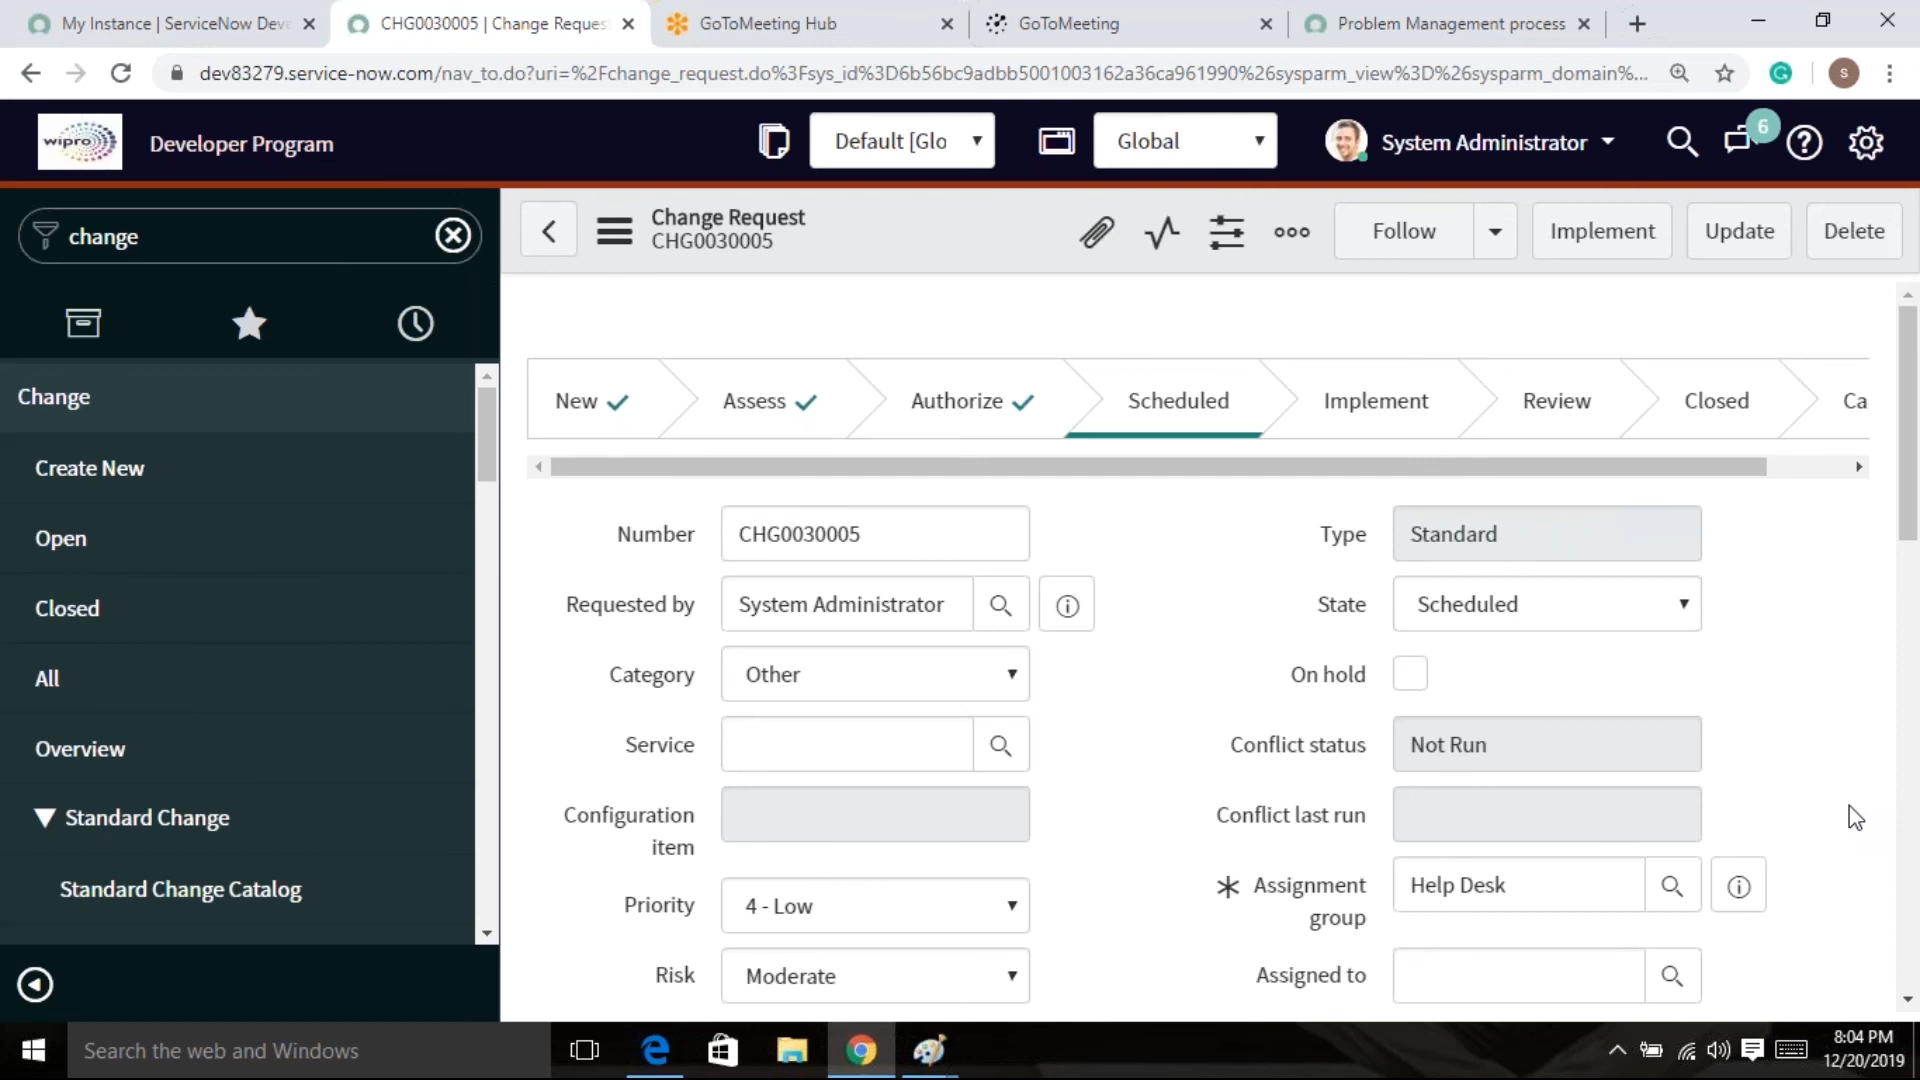 My Instance | ServiceNow Deve
CHG0030005 | Change Reques
GoToMeeting Hub
GoToMeeting
Problem Management process
dev83279.service-now.com/nav_to.do?uri=%2Fchange_request.do%3Fsys_id%3D6b56bc9adbb5001003162a36ca961990%26sysparm_view%3D%26sysparm_domain%...
s
wipro
Developer Program
Default [Glo
Global
System Administrator
6
change
Change Request
CHG0030005
Follow
Implement
Update
Delete
Change
Create New
Open
Closed
All
Overview
Standard Change
Standard Change Catalog
New
Assess
Authorize
Scheduled
Implement
Review
Closed
Ca
Number
CHG0030005
Type
Standard
Requested by
System Administrator
State
Scheduled
Category
Other
On hold
Service
Conflict status
Not Run
Configuration
item
Conflict last run
Priority
4 - Low
Assignment
group
Help Desk
Risk
Moderate
Assigned to
Search the web and Windows
8:04 PM
12/20/2019